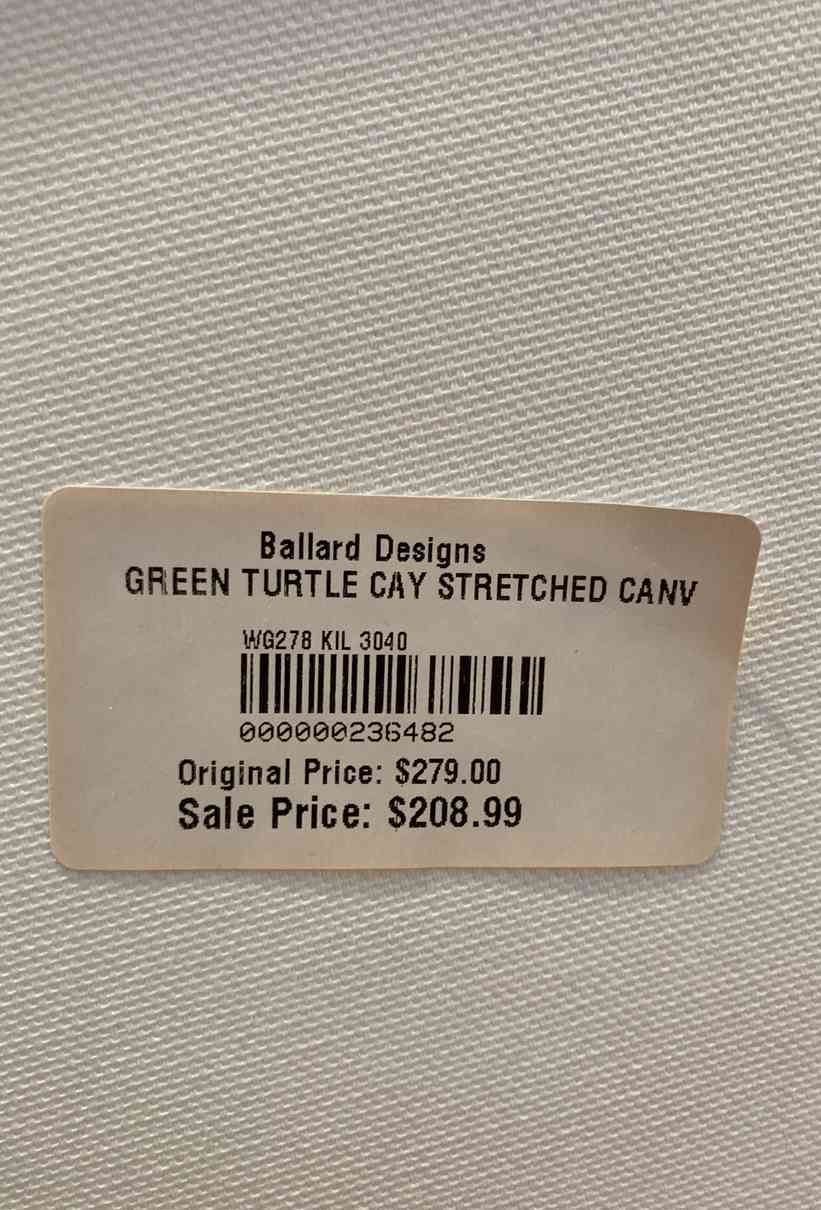 Ballard Designs
GREEN TURTLE CAY STRETCHED CANV
WG278 KIL 3040
000000236482
Original Price: $279.00
Sale Price: $208.99